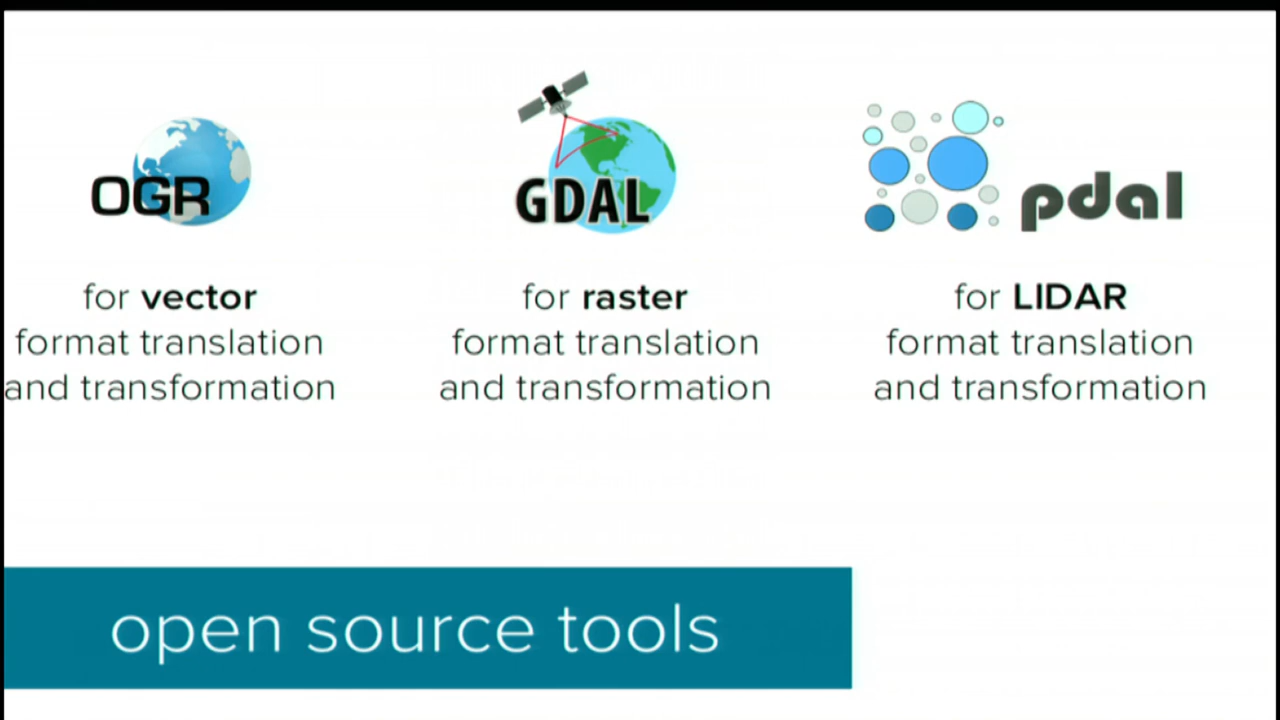 OGR
for vector
format translation
and transformation
GDAL
for raster
format translation
and transformation
pdal
for LIDAR
format translation
and transformation
open source tools